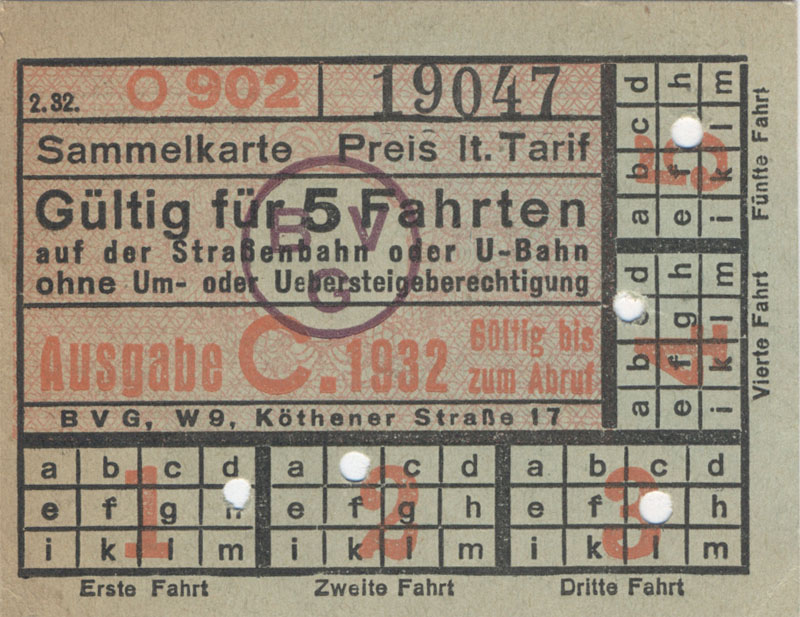 2.32. O 902 19047
Sammelkarte Preis lt. Tarif
Gültig für 5 Fahrten
auf der Straßenbahn oder U-Bahn
ohne Um- oder Uebersteigeberechtigung
BVG
Ausgabe C. 1932 Gültig bis zum Abruf
BVG, W9, Köthener Straße 17
a b c d
e f g h
i k l m
1
Erste Fahrt
a c d
e f g h
i k l m
2
Zweite Fahrt
a b c d
e f h
i k l m
3
Dritte Fahrt
d h m
c l
b f k
a e i
5
Fünfte Fahrt
d h m
g l
b f k
a e i
4
Vierte Fahrt